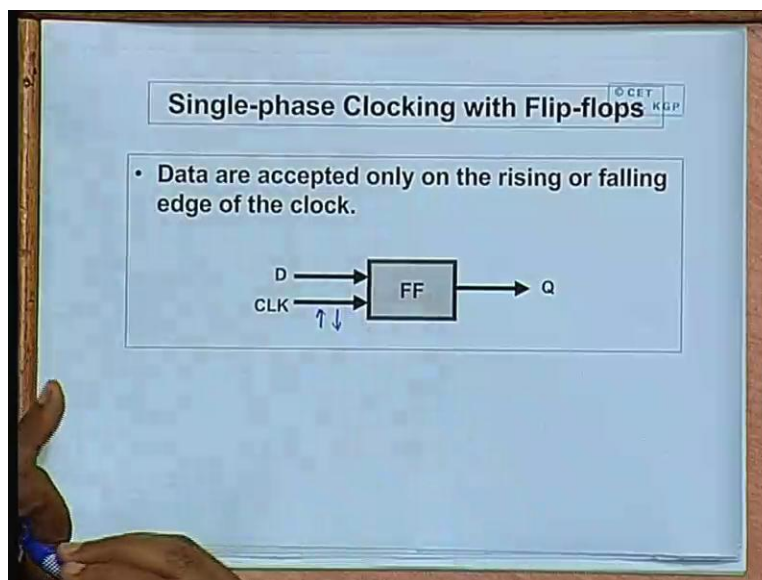 © CET
KGP
Single-phase Clocking with Flip-flops
• Data are accepted only on the rising or falling
edge of the clock.
D
CLK
↑↓
FF
Q